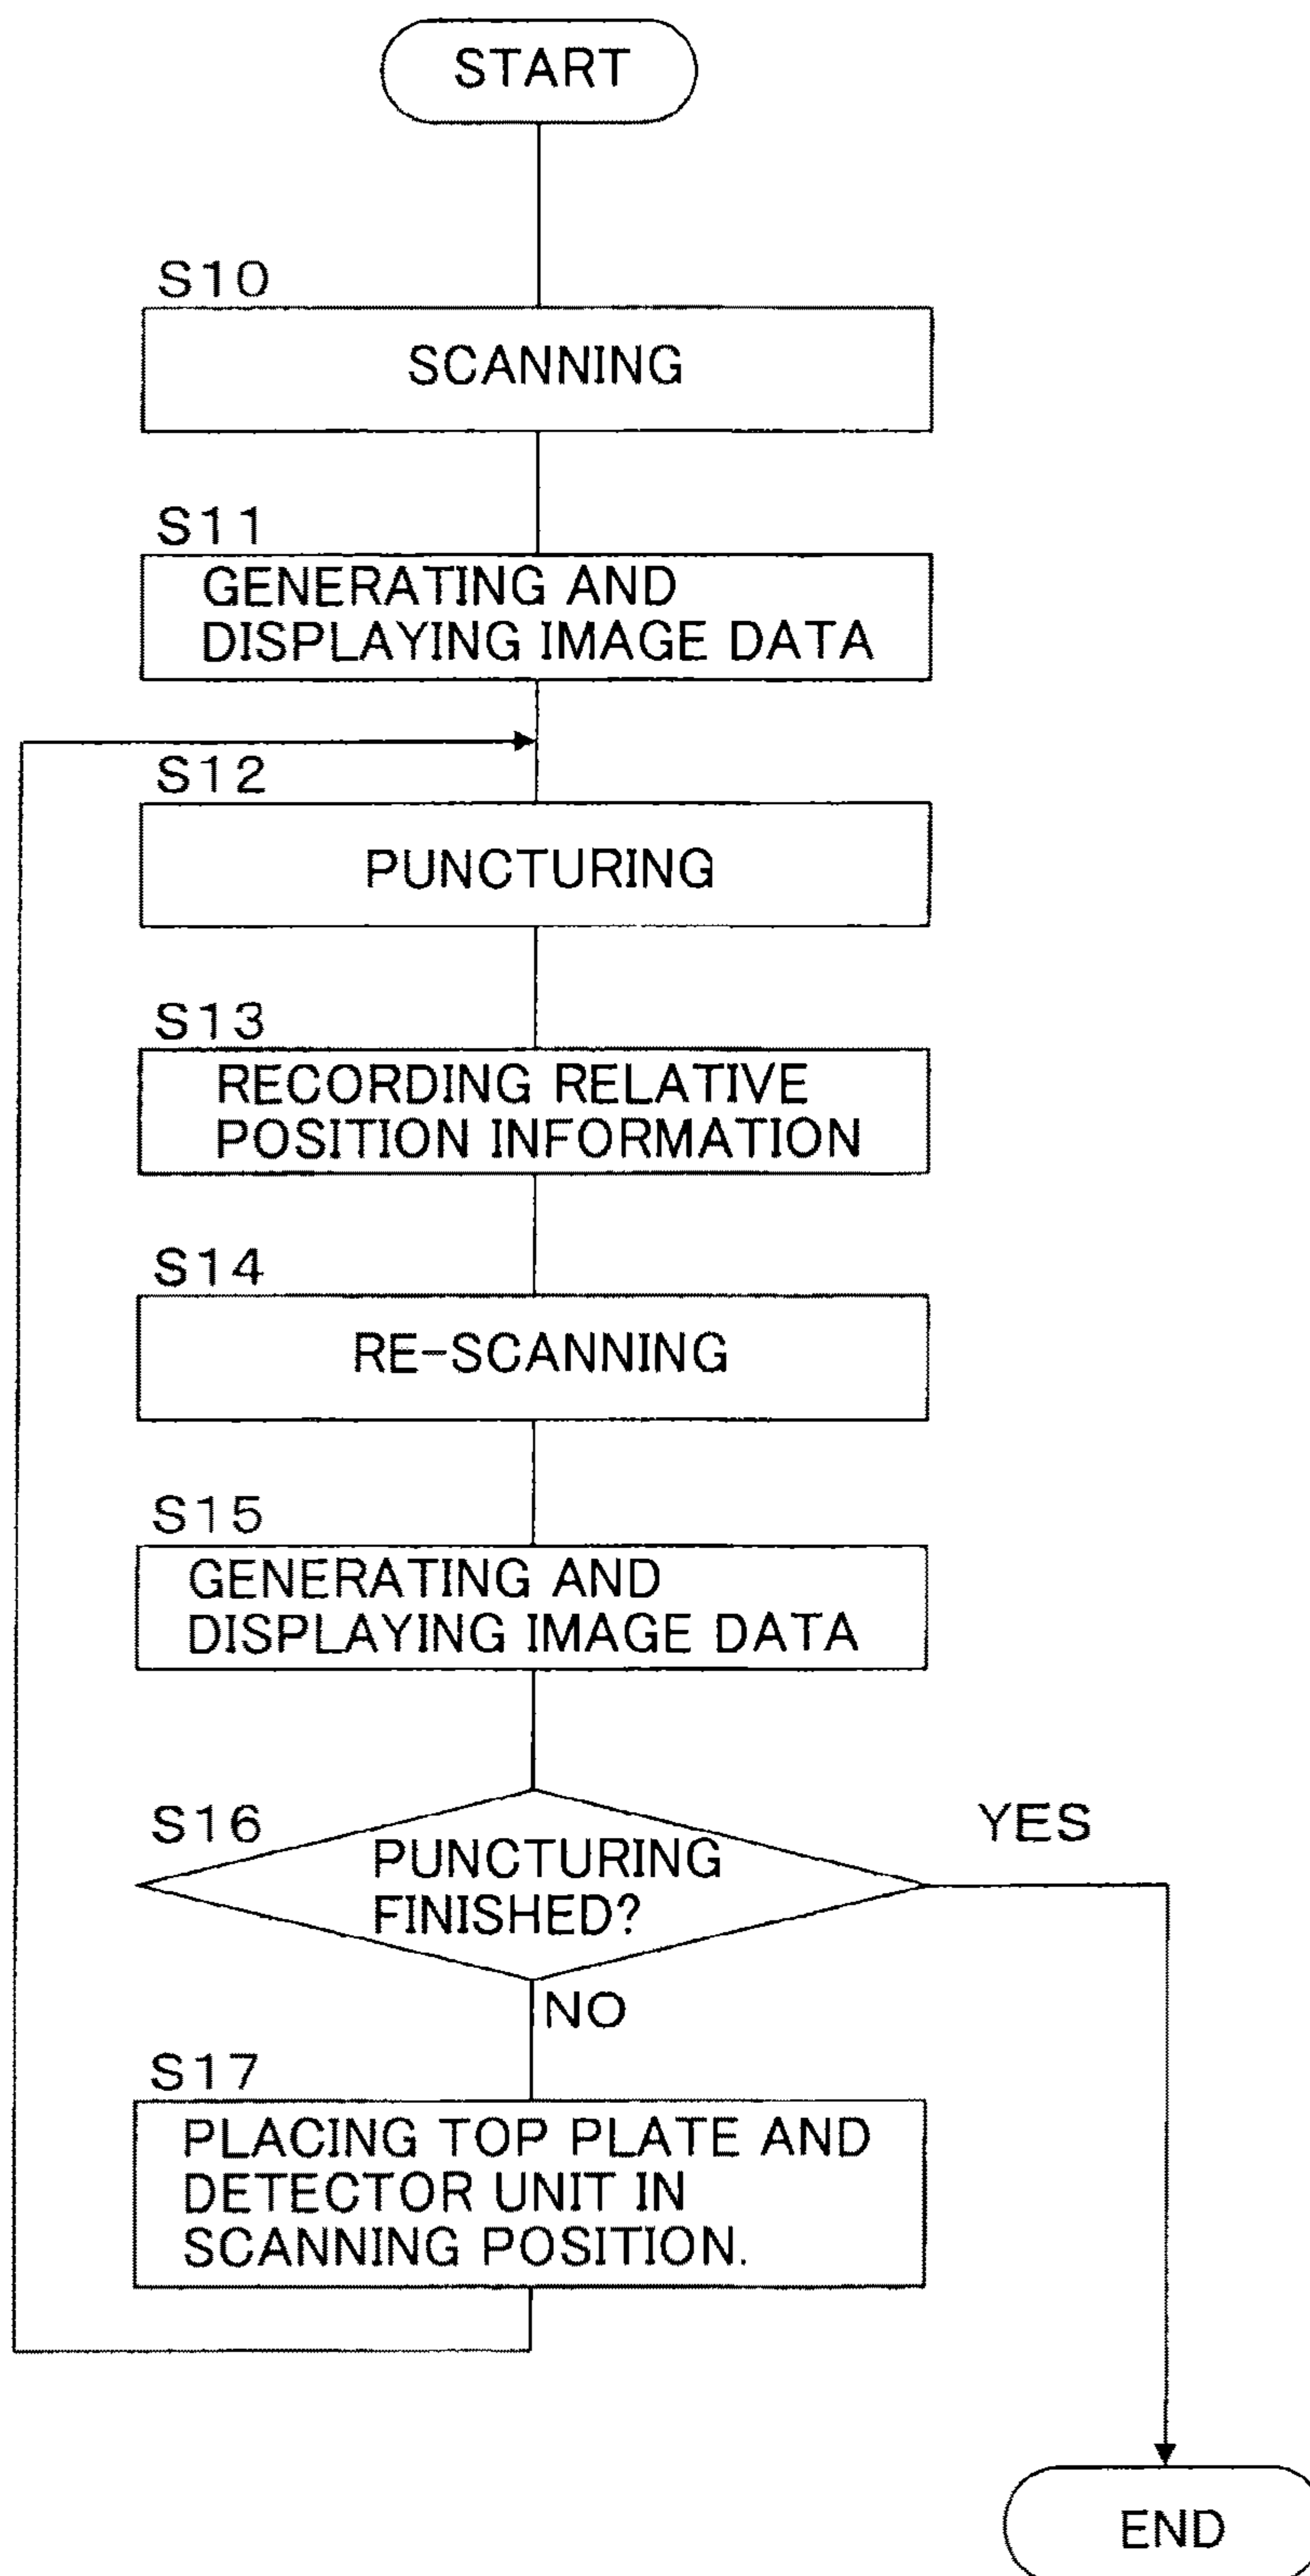 START
S10
SCANNING
S11
GENERATING AND
DISPLAYING IMAGE DATA
S12
PUNCTURING
S13
RECORDING RELATIVE
POSITION INFORMATION
S14
RE-SCANNING
S15
GENERATING AND
DISPLAYING IMAGE DATA
S16
PUNCTURING
FINISHED?
YES
NO
S17
PLACING TOP PLATE AND
DETECTOR UNIT IN
SCANNING POSITION.
END